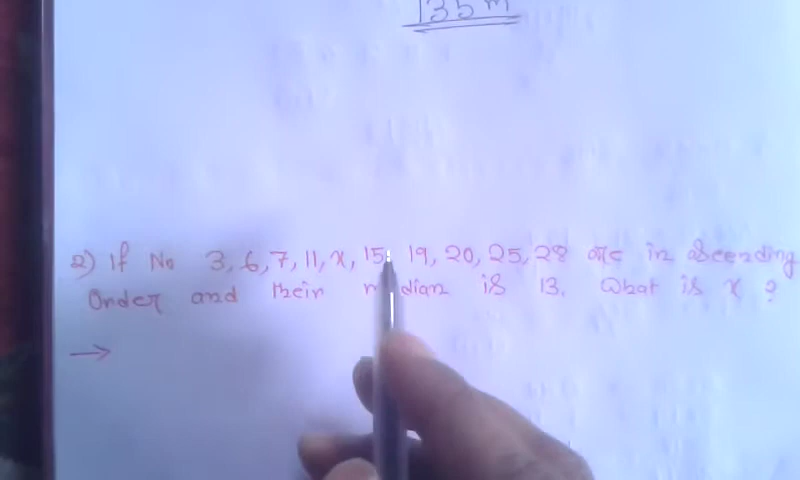 135 m
2) If No 3, 6, 7, 11, x, 15, 19, 20, 25, 28 are in ascending
Order and their median is 13. What is x ?
→